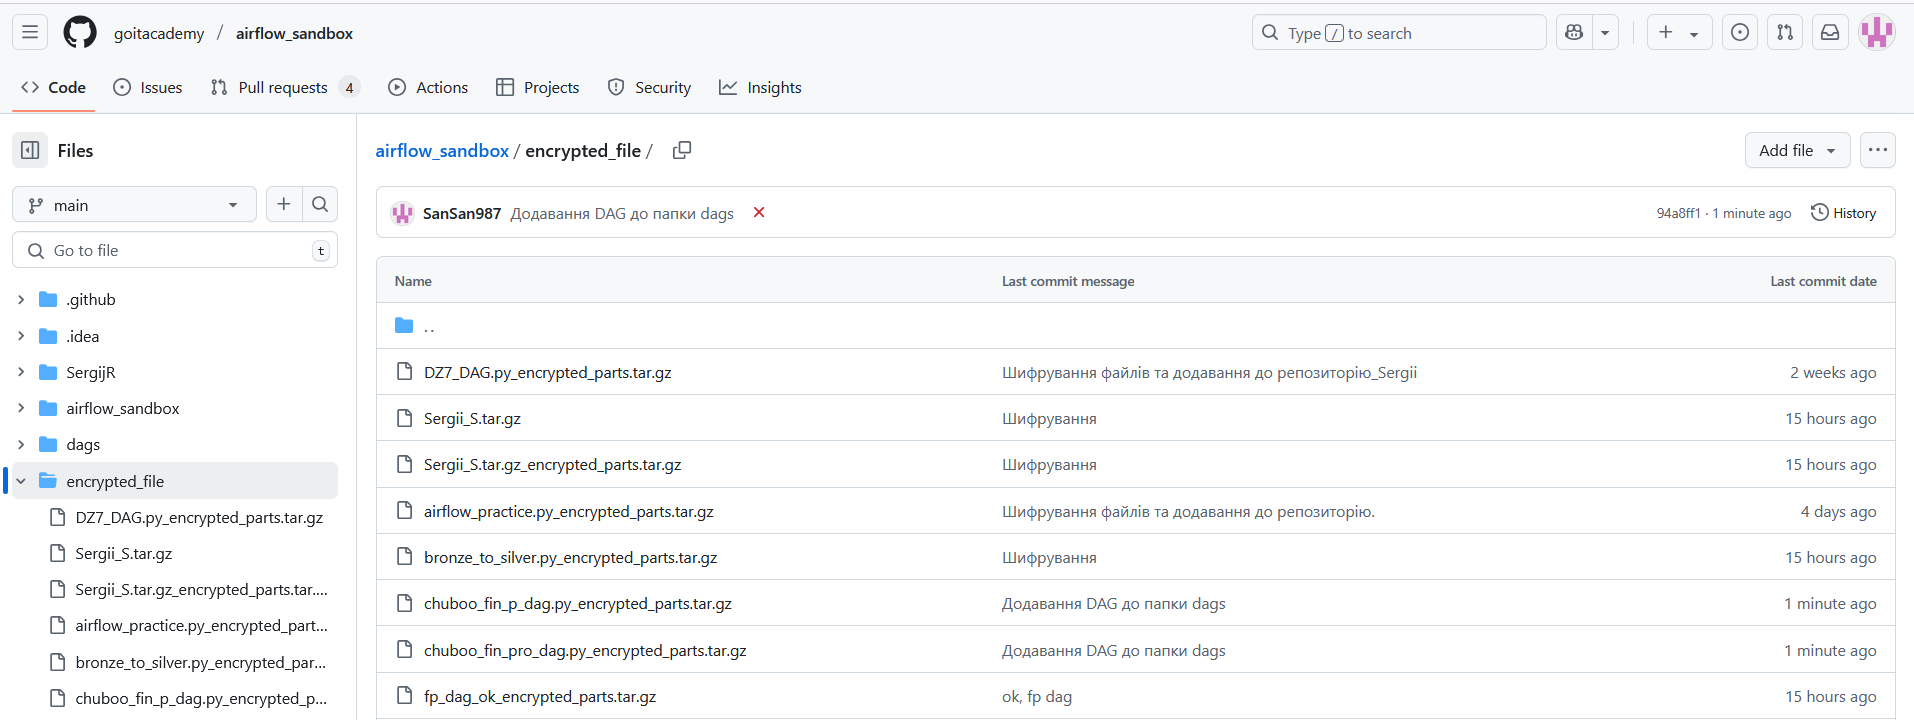 goitacademy / airflow_sandbox
Type / to search
Code Issues Pull requests 4 Actions Projects Security Insights
Files
main
Go to file t
.github
.idea
SergijR
airflow_sandbox
dags
encrypted_file
DZ7_DAG.py_encrypted_parts.tar.gz
Sergii_S.tar.gz
Sergii_S.tar.gz_encrypted_parts.tar....
airflow_practice.py_encrypted_part...
bronze_to_silver.py_encrypted_par...
chuboo_fin_p_dag.py_encrypted_p...
airflow_sandbox / encrypted_file /
Add file
SanSan987 Додавання DAG до папки dags
94a8ff1 · 1 minute ago History
Name Last commit message Last commit date
..
DZ7_DAG.py_encrypted_parts.tar.gz Шифрування файлів та додавання до репозиторію_Sergii 2 weeks ago
Sergii_S.tar.gz Шифрування 15 hours ago
Sergii_S.tar.gz_encrypted_parts.tar.gz Шифрування 15 hours ago
airflow_practice.py_encrypted_parts.tar.gz Шифрування файлів та додавання до репозиторію. 4 days ago
bronze_to_silver.py_encrypted_parts.tar.gz Шифрування 15 hours ago
chuboo_fin_p_dag.py_encrypted_parts.tar.gz Додавання DAG до папки dags 1 minute ago
chuboo_fin_pro_dag.py_encrypted_parts.tar.gz Додавання DAG до папки dags 1 minute ago
fp_dag_ok_encrypted_parts.tar.gz ok, fp dag 15 hours ago